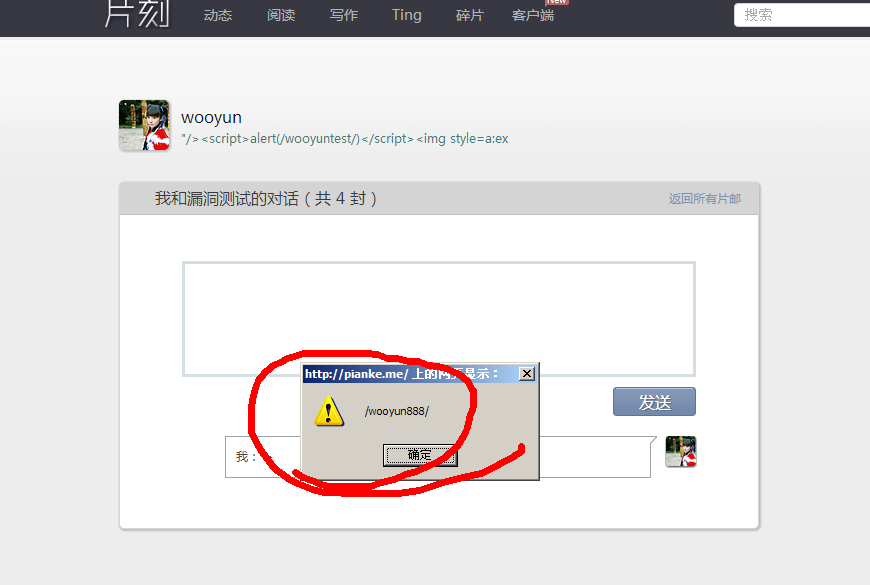 片刻 动态 阅读 写作 Ting 碎片 客户端 New 搜索
wooyun
"/><script>alert(/wooyuntest/)</script><img style=a:ex
我和漏洞测试的对话（共 4 封） 返回所有片邮
http://pianke.me/ 上的网页显示：
/wooyun888/
发送
确定
我：